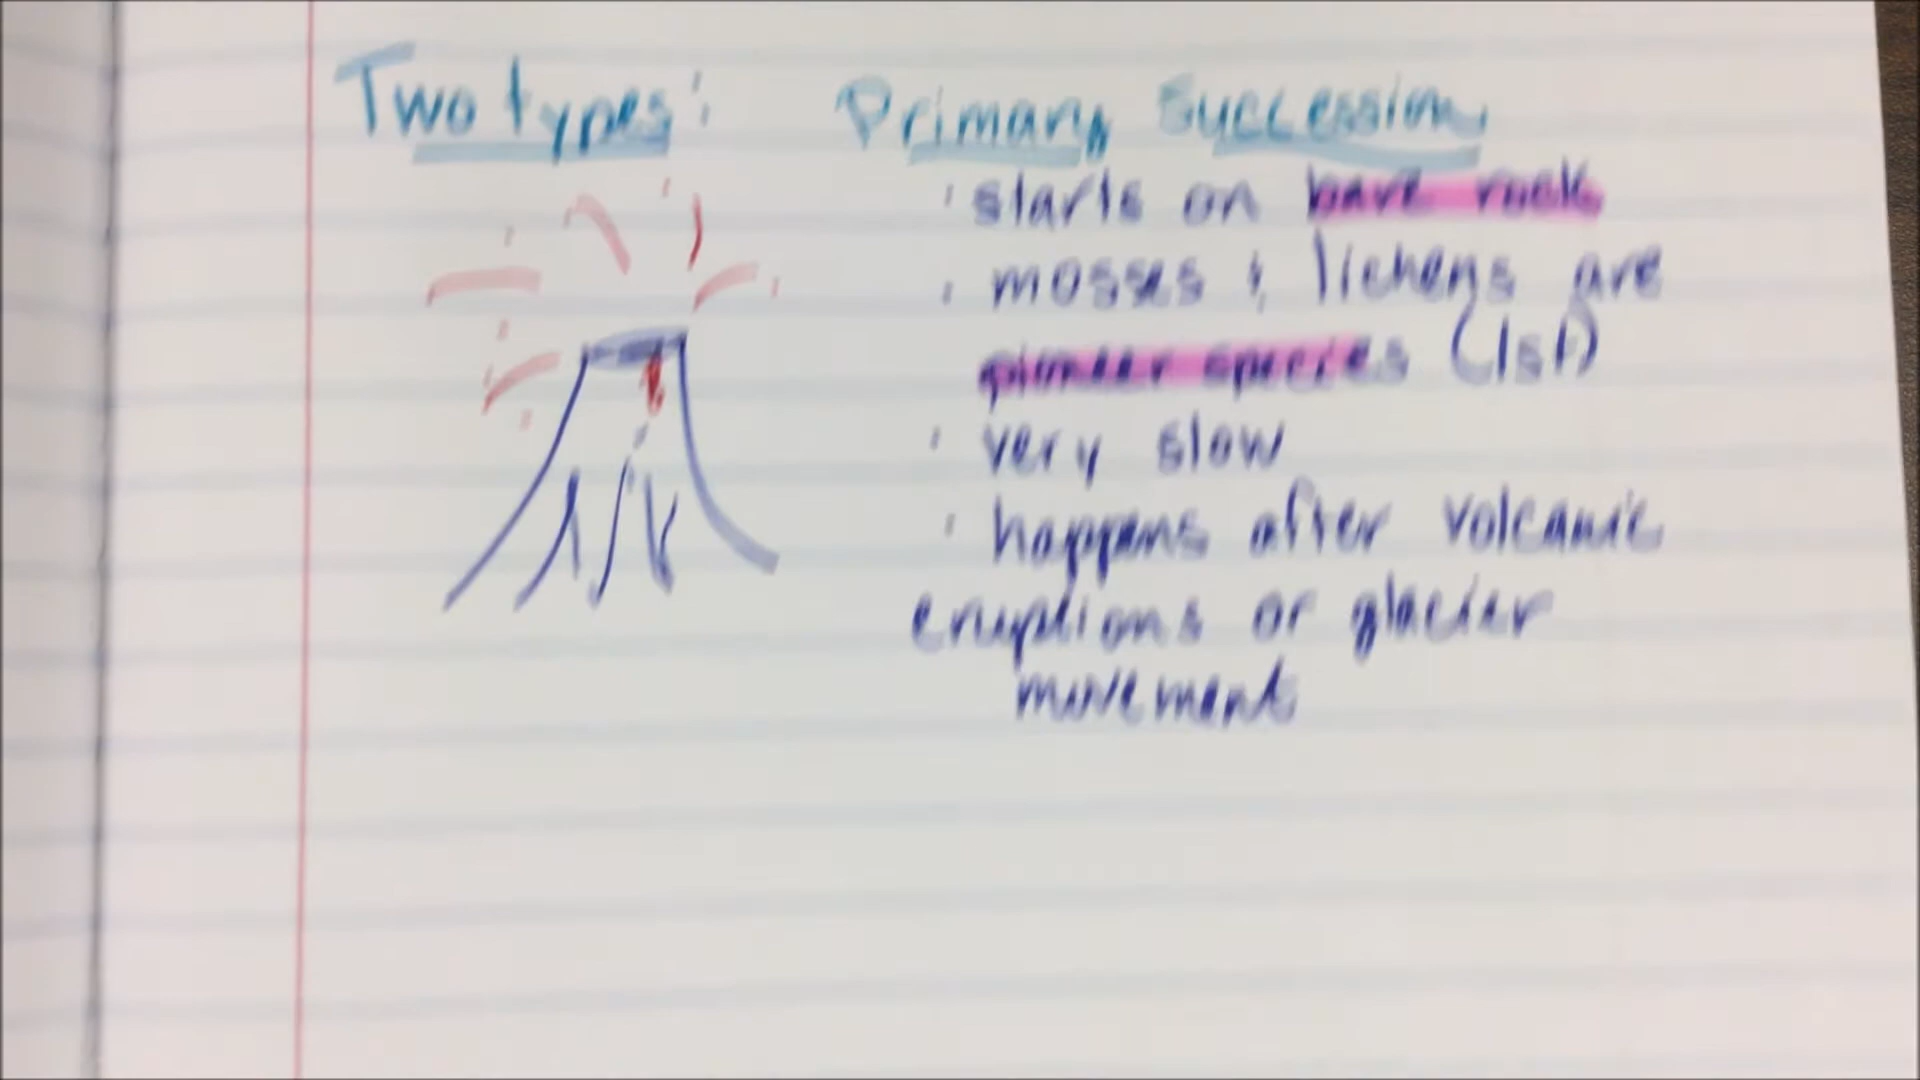 Two types: Primary Succession
· starts on bare rock
· mosses & lichens are
pioneer species (1st)
· very slow
· happens after volcanic
eruptions or glacier
movement